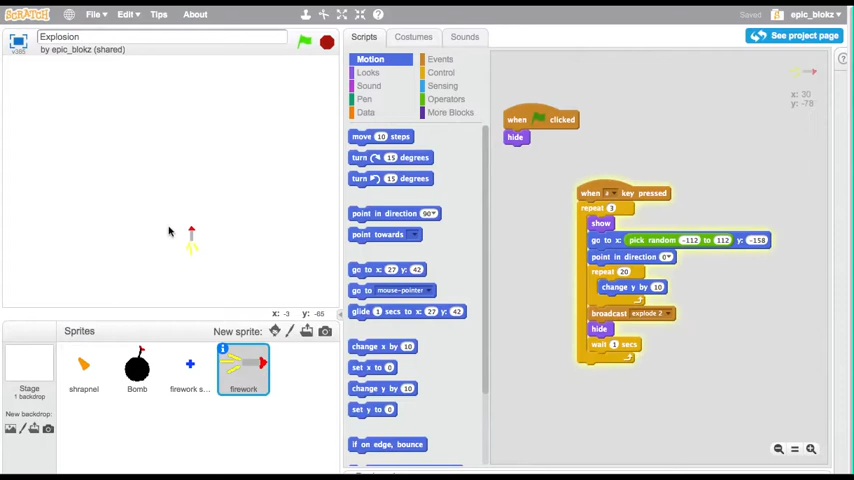 SCRATCH File Edit Tips About Saved epic_blokz
v385 Explosion
by epic_blokz (shared)
Scripts Costumes Sounds See project page
Motion Events
Looks Control
Sound Sensing
Pen Operators
Data More Blocks
move 10 steps
turn 15 degrees
turn 15 degrees
point in direction 90
point towards
go to x: 27 y: 42
go to mouse-pointer
glide 1 secs to x: 27 y: 42
change x by 10
set x to 0
change y by 10
set y to 0
if on edge, bounce
x: 30
y: -78
when clicked
hide
when a key pressed
repeat 3
show
go to x: pick random -112 to 112 y: -158
point in direction 0
repeat 20
change y by 10
broadcast explode 2
hide
wait 1 secs
x: -3 y: -65
Sprites New sprite:
Stage
1 backdrop
New backdrop:
shrapnel Bomb firework s... firework